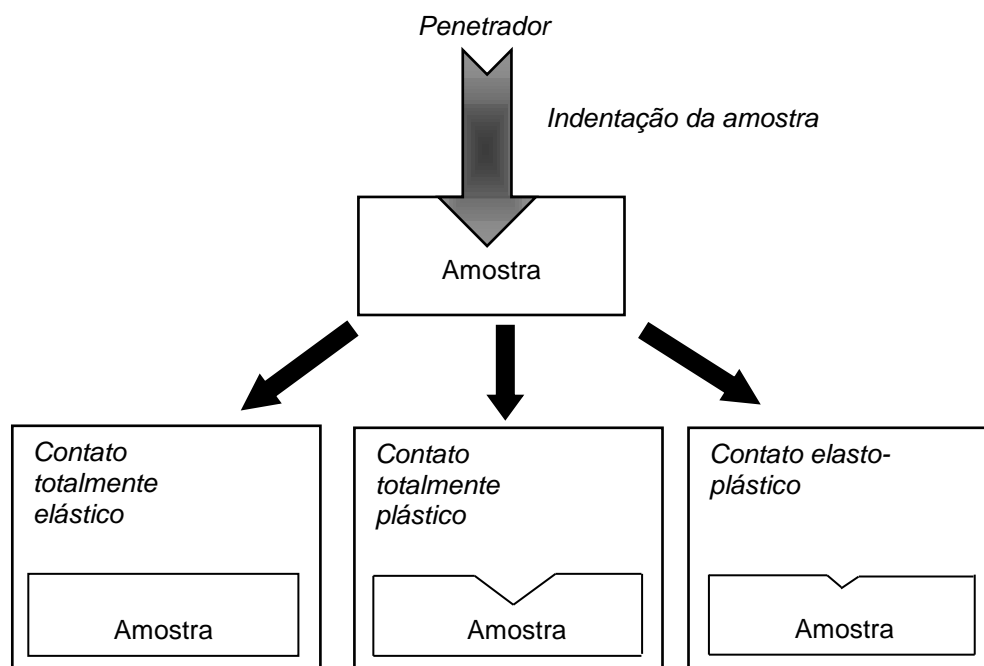 Penetrador
Indentação da amostra
Amostra
Contato
totalmente
elástico
Amostra
Contato
totalmente
plástico
Amostra
Contato elasto-
plástico
Amostra